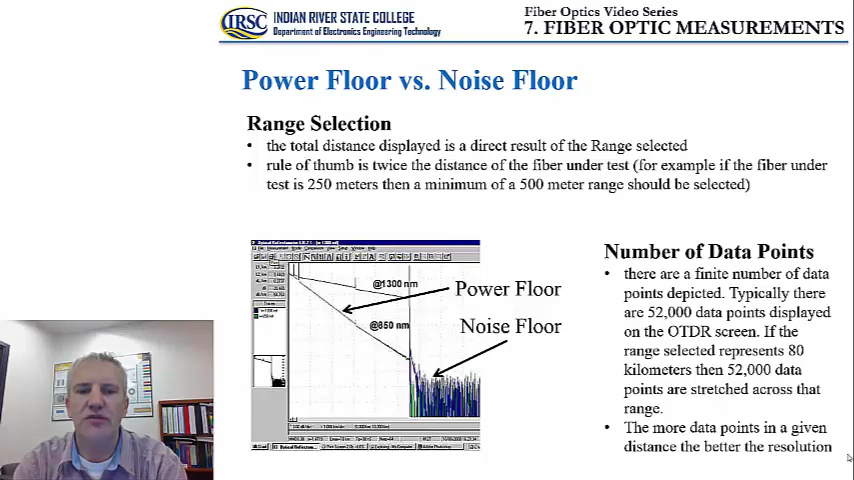 IRSC INDIAN RIVER STATE COLLEGE
Department of Electronics Engineering Technology
Fiber Optics Video Series
7. FIBER OPTIC MEASUREMENTS
Power Floor vs. Noise Floor
Range Selection
• the total distance displayed is a direct result of the Range selected
• rule of thumb is twice the distance of the fiber under test (for example if the fiber under
test is 250 meters then a minimum of a 500 meter range should be selected)
@1300 nm
Power Floor
@850 nm
Noise Floor
Number of Data Points
• there are a finite number of data
points depicted. Typically there
are 52,000 data points displayed
on the OTDR screen. If the
range selected represents 80
kilometers then 52,000 data
points are stretched across that
range.
• The more data points in a given
distance the better the resolution